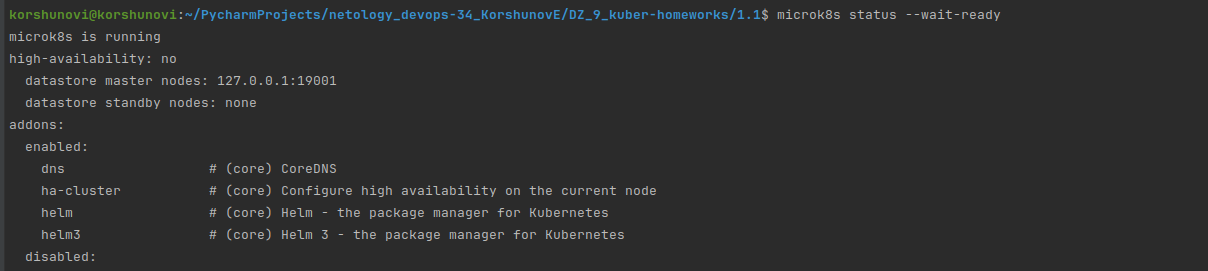 korshunovi@korshunovi:~/PycharmProjects/netology_devops-34_KorshunovE/DZ_9_kuber-homeworks/1.1$ microk8s status --wait-ready
microk8s is running
high-availability: no
  datastore master nodes: 127.0.0.1:19001
  datastore standby nodes: none
addons:
  enabled:
    dns                  # (core) CoreDNS
    ha-cluster           # (core) Configure high availability on the current node
    helm                 # (core) Helm - the package manager for Kubernetes
    helm3                # (core) Helm 3 - the package manager for Kubernetes
  disabled: